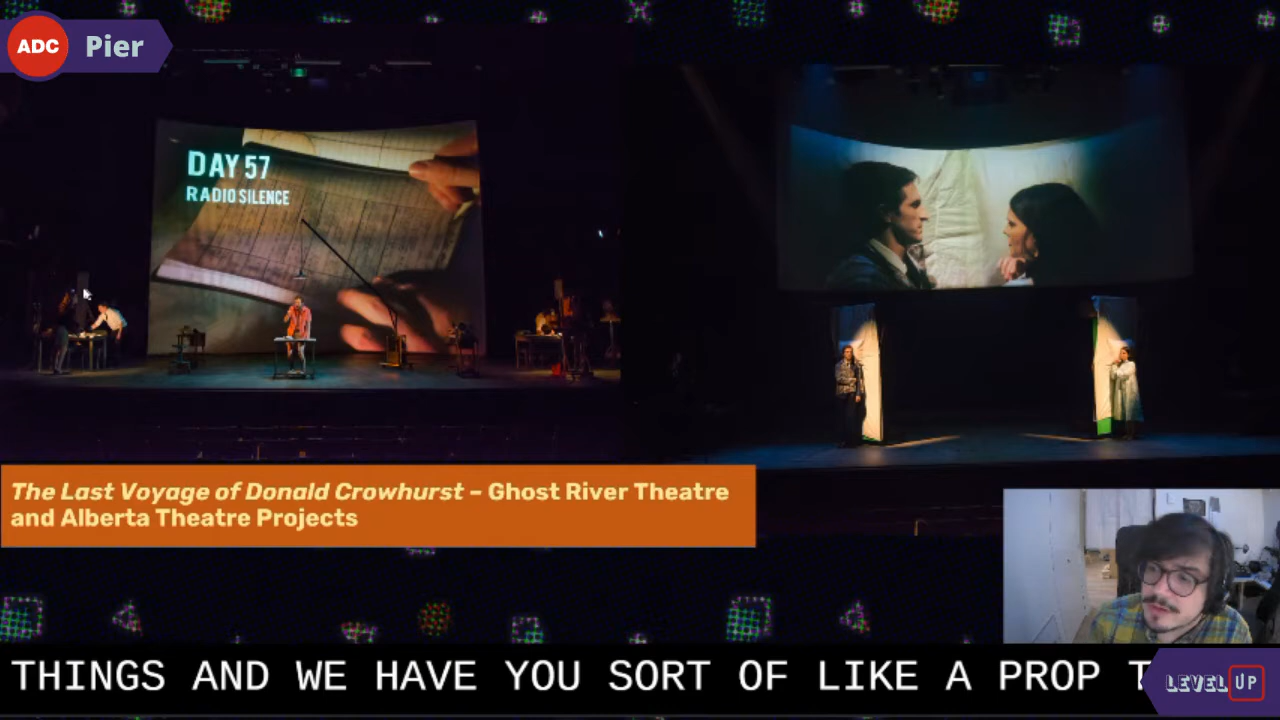 ADC Pier
DAY 57
RADIO SILENCE
The Last Voyage of Donald Crowhurst – Ghost River Theatre
and Alberta Theatre Projects
THINGS AND WE HAVE YOU SORT OF LIKE A PROP T
LEVEL UP